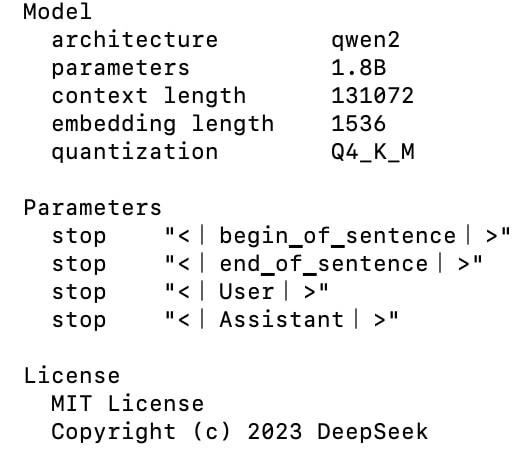 Model
architecture qwen2
parameters 1.8B
context length 131072
embedding length 1536
quantization Q4_K_M
Parameters
stop "<｜begin_of_sentence｜>"
stop "<｜end_of_sentence｜>"
stop "<｜User｜>"
stop "<｜Assistant｜>"
License
MIT License
Copyright (c) 2023 DeepSeek